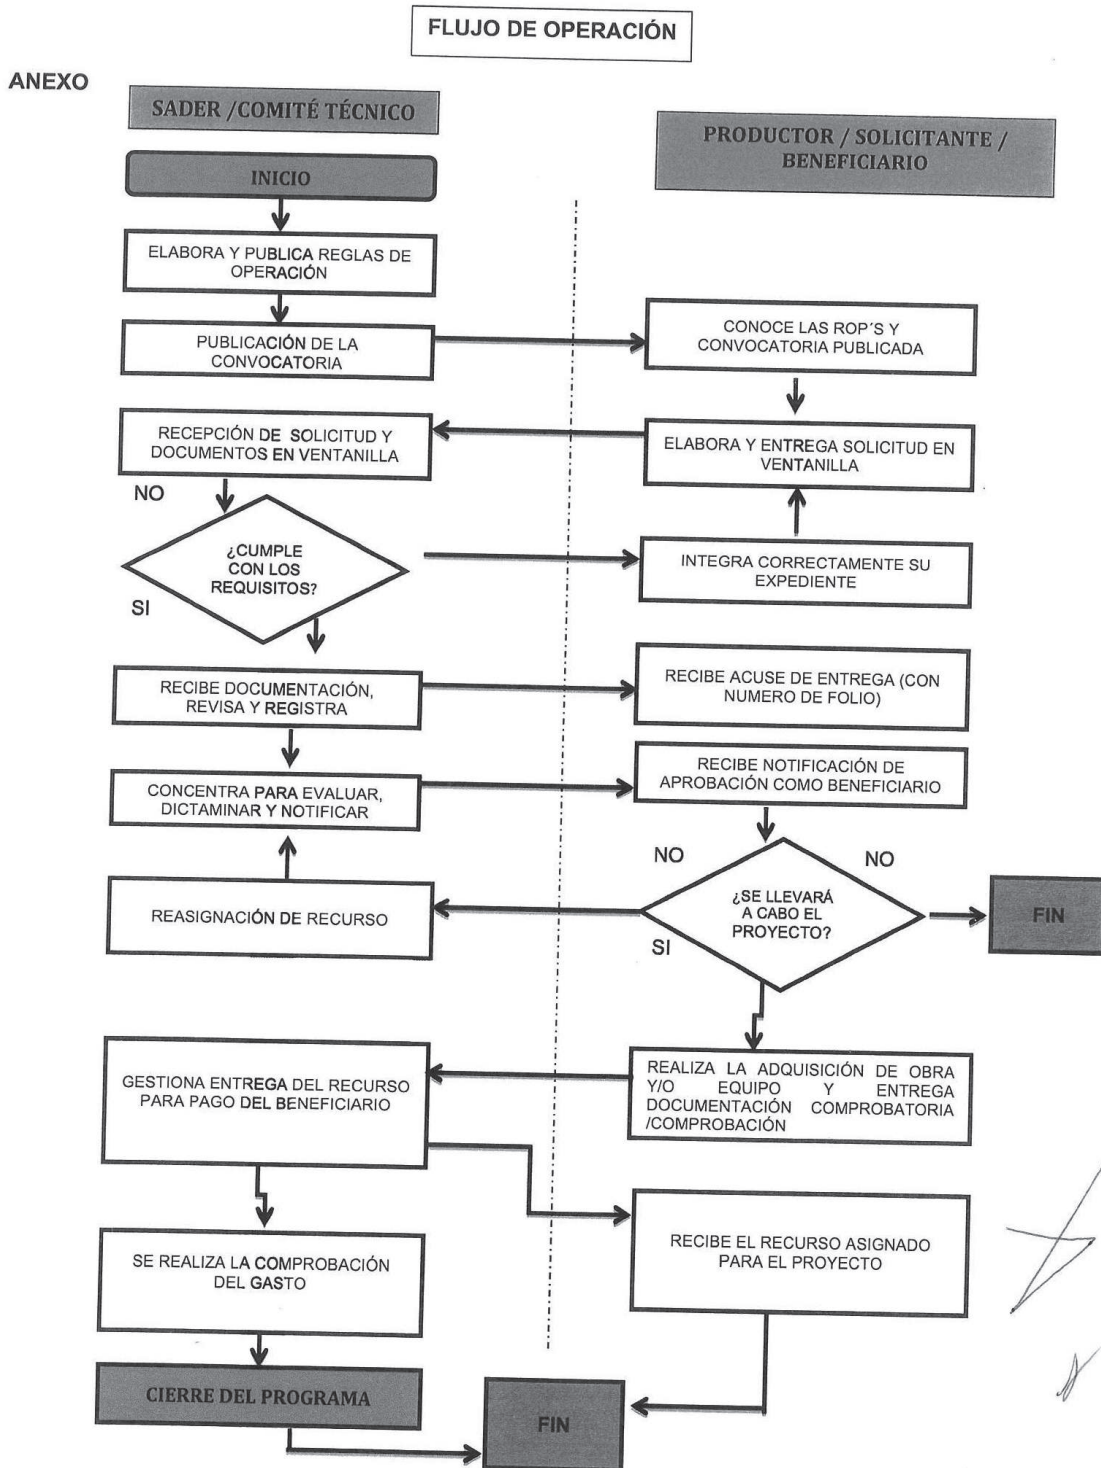 FLUJO DE OPERACIÓN
ANEXO
SADER /COMITÉ TÉCNICO
PRODUCTOR / SOLICITANTE /
BENEFICIARIO
INICIO
ELABORA Y PUBLICA REGLAS DE
OPERACIÓN
PUBLICACIÓN DE LA
CONVOCATORIA
CONOCE LAS ROP´S Y
CONVOCATORIA PUBLICADA
RECEPCIÓN DE SOLICITUD Y
DOCUMENTOS EN VENTANILLA
ELABORA Y ENTREGA SOLICITUD EN
VENTANILLA
NO
¿CUMPLE
CON LOS
REQUISITOS?
SI
INTEGRA CORRECTAMENTE SU
EXPEDIENTE
RECIBE DOCUMENTACIÓN,
REVISA Y REGISTRA
RECIBE ACUSE DE ENTREGA (CON
NUMERO DE FOLIO)
CONCENTRA PARA EVALUAR,
DICTAMINAR Y NOTIFICAR
RECIBE NOTIFICACIÓN DE
APROBACIÓN COMO BENEFICIARIO
NO
NO
REASIGNACIÓN DE RECURSO
¿SE LLEVARÁ
A CABO EL
PROYECTO?
SI
FIN
GESTIONA ENTREGA DEL RECURSO
PARA PAGO DEL BENEFICIARIO
REALIZA LA ADQUISICIÓN DE OBRA
Y/O EQUIPO Y ENTREGA
DOCUMENTACIÓN COMPROBATORIA
/COMPROBACIÓN
SE REALIZA LA COMPROBACIÓN
DEL GASTO
RECIBE EL RECURSO ASIGNADO
PARA EL PROYECTO
CIERRE DEL PROGRAMA
FIN